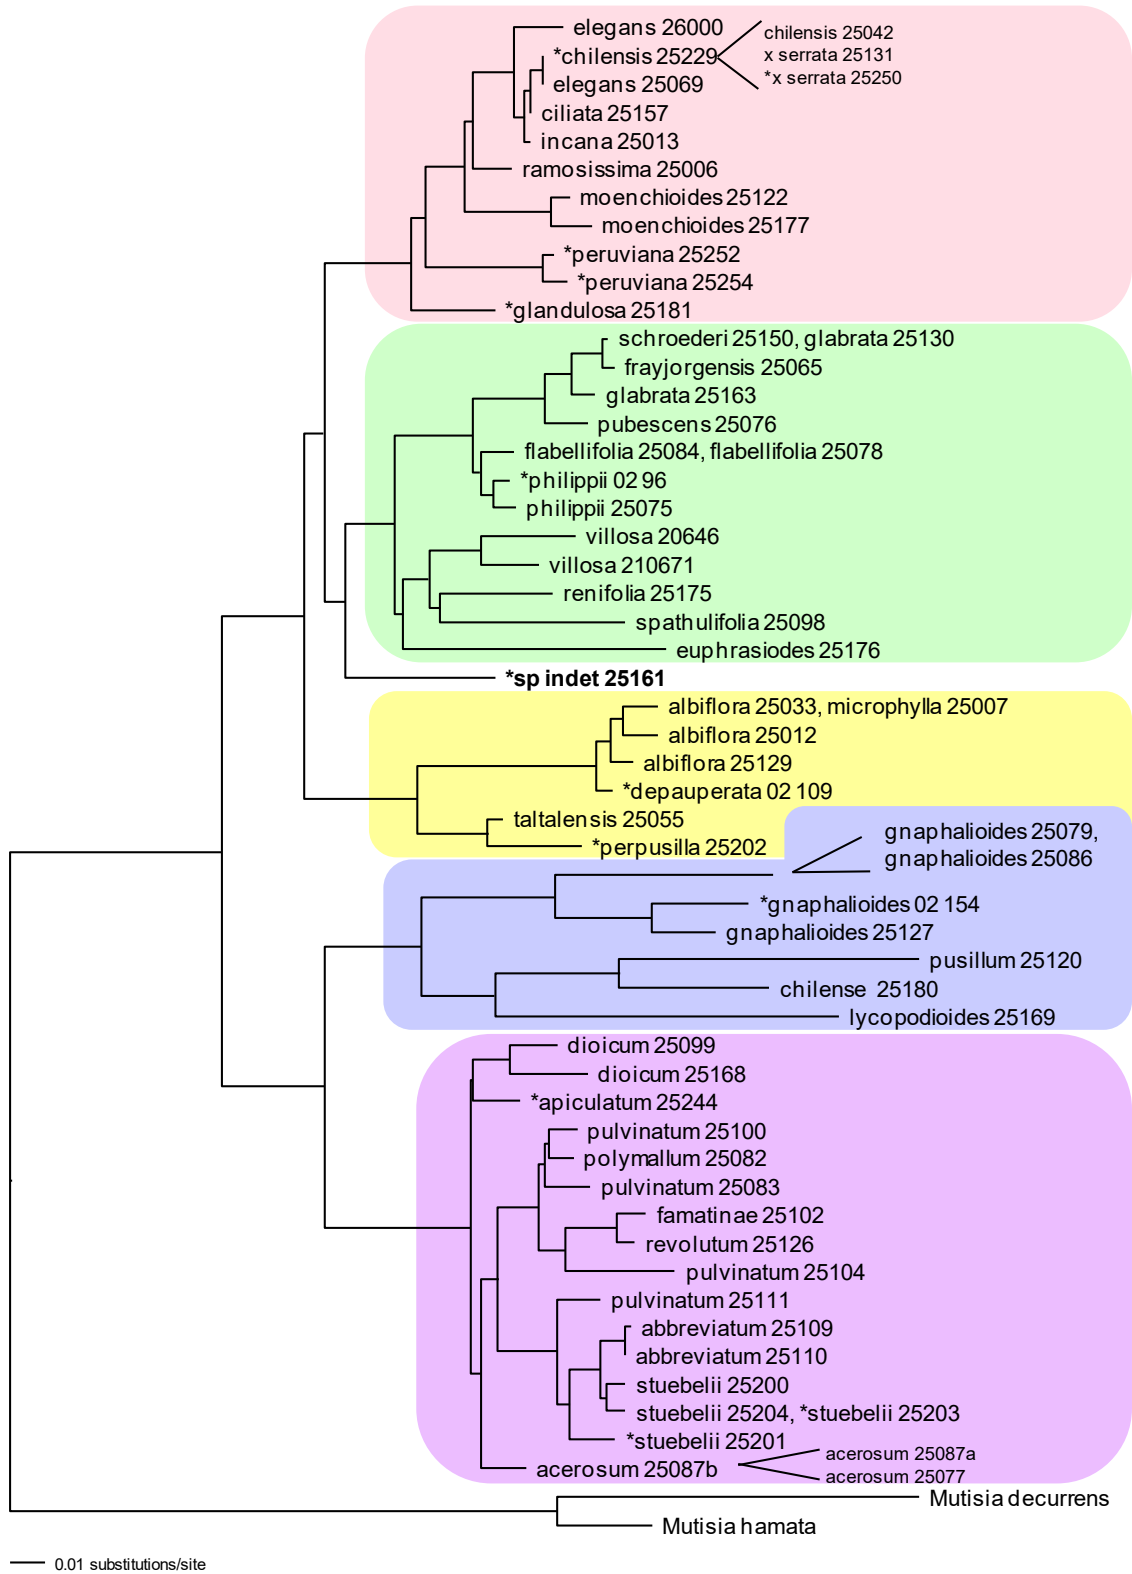 elegans 26000
*chilensis 25229
chilensis 25042
x serrata 25131
*x serrata 25250
elegans 25069
ciliata 25157
incana 25013
ramosissima 25006
moenchioides 25122
moenchioides 25177
*peruviana 25252
*peruviana 25254
*glandulosa 25181
schroederi 25150, glabrata 25130
frayjorgensis 25065
glabrata 25163
pubescens 25076
flabellifolia 25084, flabellifolia 25078
*philippii 02 96
philippii 25075
villosa 20646
villosa 210671
renifolia 25175
spathulifolia 25098
euphrasiodes 25176
*sp indet 25161
albiflora 25033, microphylla 25007
albiflora 25012
albiflora 25129
*depauperata 02 109
taltalensis 25055
*perpusilla 25202
gnaphalioides 25079,
gnaphalioides 25086
*gnaphalioides 02 154
gnaphalioides 25127
pusillum 25120
chilense 25180
lycopodioides 25169
dioicum 25099
dioicum 25168
*apiculatum 25244
pulvinatum 25100
polymallum 25082
pulvinatum 25083
famatinae 25102
revolutum 25126
pulvinatum 25104
pulvinatum 25111
abbreviatum 25109
abbreviatum 25110
stuebelii 25200
stuebelii 25204, *stuebelii 25203
*stuebelii 25201
acerosum 25087b
acerosum 25087a
acerosum 25077
Mutisia decurrens
Mutisia hamata
0.01 substitutions/site